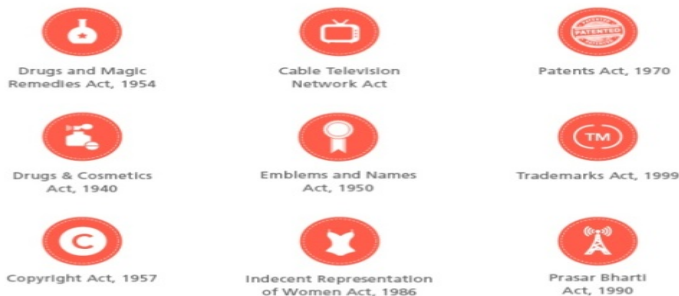 Drugs and Magic
Remedies Act, 1954
Cable Television
Network Act
PATENTED
Patents Act, 1970
Drugs & Cosmetics
Act, 1940
Emblems and Names
Act, 1950
TM
Trademarks Act, 1999
C
Copyright Act, 1957
Indecent Representation
of Women Act, 1986
Prasar Bharti
Act, 1990